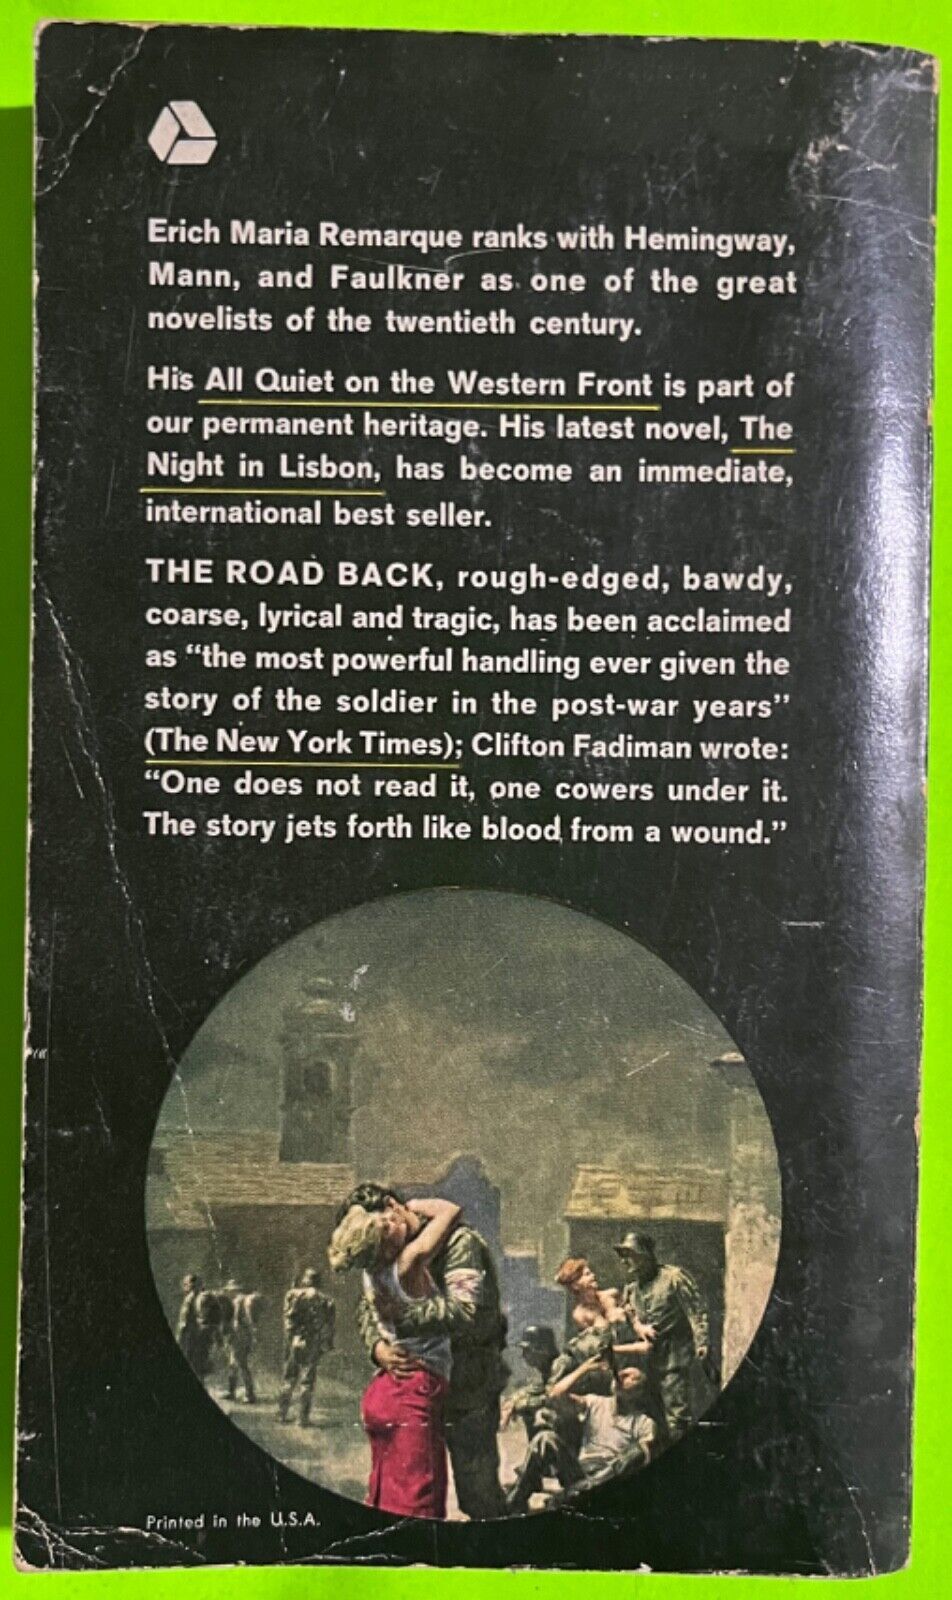 Erich Maria Remarque ranks with Hemingway,
Mann, and Faulkner as one of the great
novelists of the twentieth century.
His All Quiet on the Western Front is part of
our permanent heritage. His latest novel, The
Night in Lisbon, has become an immediate,
international best seller.
THE ROAD BACK, rough-edged, bawdy,
coarse, lyrical and tragic, has been acclaimed
as "the most powerful handling ever given the
story of the soldier in the post-war years"
(The New York Times); Clifton Fadiman wrote:
"One does not read it, one cowers under it.
The story jets forth like blood from a wound."
Printed in the U.S.A.